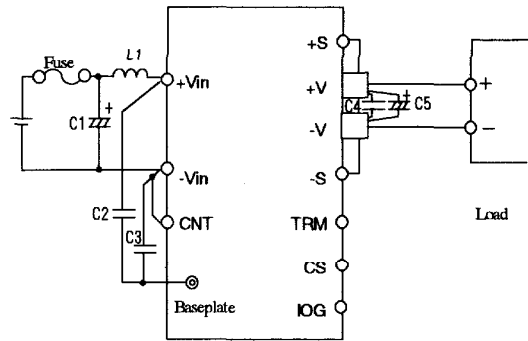 Fuse
L1
+S
+Vin
+V
+
+
C1
+
C4
C5
-V
−
-Vin
-S
C2
CNT
TRM
Load
C3
CS
Baseplate
IOG